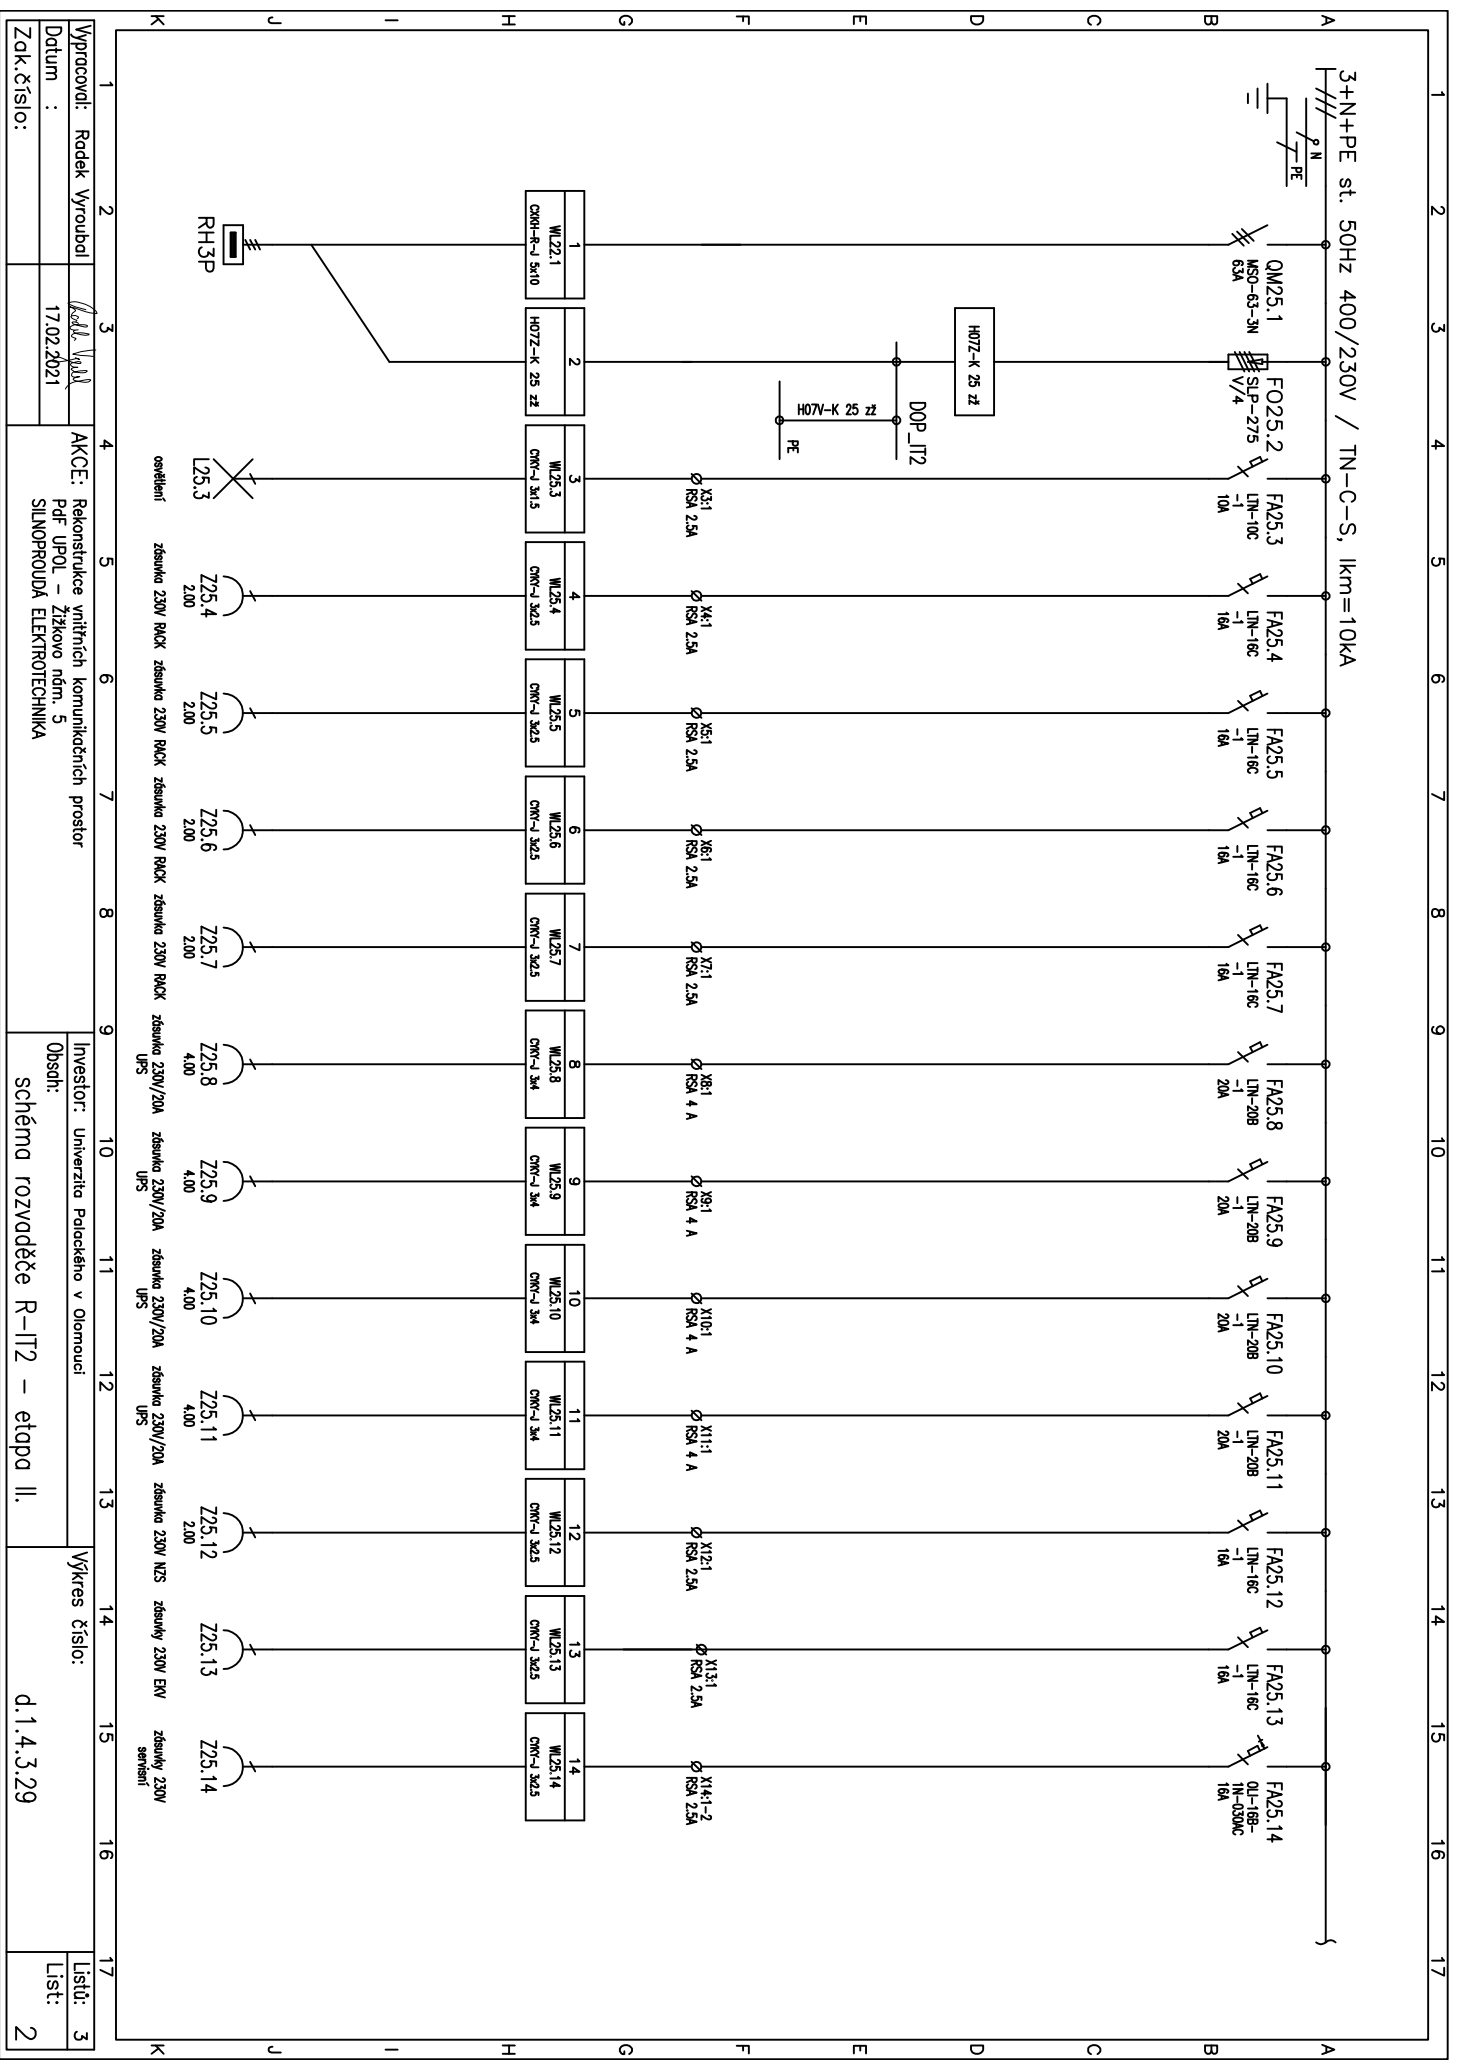 1 2 3 4 5 6 7 8 9 10 11 12 13 14 15 16 17
A
B
C
D
E
F
G
H
I
J
K
3+N+PE st. 50Hz 400/230V / TN-C-S, Ikm=10kA
N
PE
QM25.1
MSO-63-3N
63A
FO25.2
SLP-275
V/4
FA25.3
LTN-10C
-1
10A
FA25.4
LTN-16C
-1
16A
FA25.5
LTN-16C
-1
16A
FA25.6
LTN-16C
-1
16A
FA25.7
LTN-16C
-1
16A
FA25.8
LTN-20B
-1
20A
FA25.9
LTN-20B
-1
20A
FA25.10
LTN-20B
-1
20A
FA25.11
LTN-20B
-1
20A
FA25.12
LTN-16C
-1
16A
FA25.13
LTN-16C
-1
16A
FA25.14
OLI-16B-
1N-030AC
16A
H07Z-K 25 zž
DOP_IT2
H07V-K 25 zž
PE
X3:1
RSA 2.5A
X4:1
RSA 2.5A
X5:1
RSA 2.5A
X6:1
RSA 2.5A
X7:1
RSA 2.5A
X8:1
RSA 4 A
X9:1
RSA 4 A
X10:1
RSA 4 A
X11:1
RSA 4 A
X12:1
RSA 2.5A
X13:1
RSA 2.5A
X14:1-2
RSA 2.5A
1
WL22.1
CXKH-R-J 5x10
2
H07Z-K 25 zž
3
WL25.3
CYKY-J 3x1.5
4
WL25.4
CYKY-J 3x2.5
5
WL25.5
CYKY-J 3x2.5
6
WL25.6
CYKY-J 3x2.5
7
WL25.7
CYKY-J 3x2.5
8
WL25.8
CYKY-J 3x4
9
WL25.9
CYKY-J 3x4
10
WL25.10
CYKY-J 3x4
11
WL25.11
CYKY-J 3x4
12
WL25.12
CYKY-J 3x2.5
13
WL25.13
CYKY-J 3x2.5
14
WL25.14
CYKY-J 3x2.5
RH3P
L25.3
osvětlení
Z25.4
2.00
zásuvka 230V RACK
Z25.5
2.00
zásuvka 230V RACK
Z25.6
2.00
zásuvka 230V RACK
Z25.7
2.00
zásuvka 230V RACK
Z25.8
4.00
zásuvka 230V/20A
UPS
Z25.9
4.00
zásuvka 230V/20A
UPS
Z25.10
4.00
zásuvka 230V/20A
UPS
Z25.11
4.00
zásuvka 230V/20A
UPS
Z25.12
2.00
zásuvka 230V NZS
Z25.13
zásuvky 230V EKV
Z25.14
zásuvky 230V
servisní
A
B
C
D
E
F
G
H
I
J
K
1 2 3 4 5 6 7 8 9 10 11 12 13 14 15 16 17
Vypracoval: Radek Vyroubal
Datum :
17.02.2021
Zak.číslo:
AKCE: Rekonstrukce vnitřních komunikačních prostor
PdF UPOL - Žižkovo nám. 5
SILNOPROUDÁ ELEKTROTECHNIKA
Investor: Univerzita Palackého v Olomouci
Obsah:
schéma rozvaděče R-IT2 - etapa II.
Výkres číslo:
d.1.4.3.29
Listů: 3
List: 2